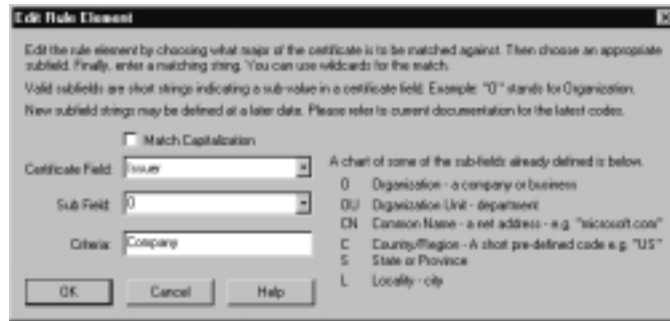 Edit Rule Element
Edit the rule element by choosing what major of the certificate is to be matched against. Then choose an appropriate
subfield. Finally, enter a matching string. You can use wildcards for the match.
Valid subfields are short strings indicating a sub-value in a certificate field. Example: "O" stands for Organization.
New subfield strings may be defined at a later date. Please refer to current documentation for the latest codes.
Match Capitalization
Certificate Field: Issuer
A chart of some of the sub-fields already defined is below.
O Organization - a company or business
Sub Field: O
OU Organization Unit - department
CN Common Name - a net address - e.g. "microsoft.com"
Criteria: Company
C Country/Region - A short pre-defined code e.g. "US"
S State or Province
L Locality - city
OK Cancel Help